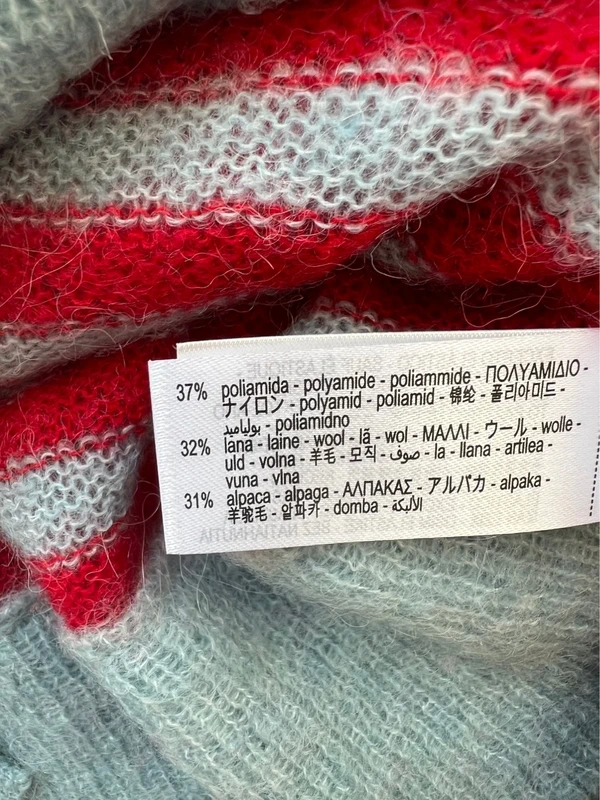 37% poliamida - polyamide - poliammide - ΠΟΛΥΑΜΙΔΙΟ -
ナイロン - polyamid - poliamid - 锦纶 - 폴리아미드 -
بولياميد - poliamidno
32% lana - laine - wool - lã - wol - ΜΑΛΛΙ - ウール - wolle -
uld - volna - 羊毛 - 모직 - صوف - la - llana - artilea -
vuna - vlna
31% alpaca - alpaga - ΑΛΠΑΚΑΣ - アルパカ - alpaka -
羊驼毛 - 알파카 - domba - الألبكة